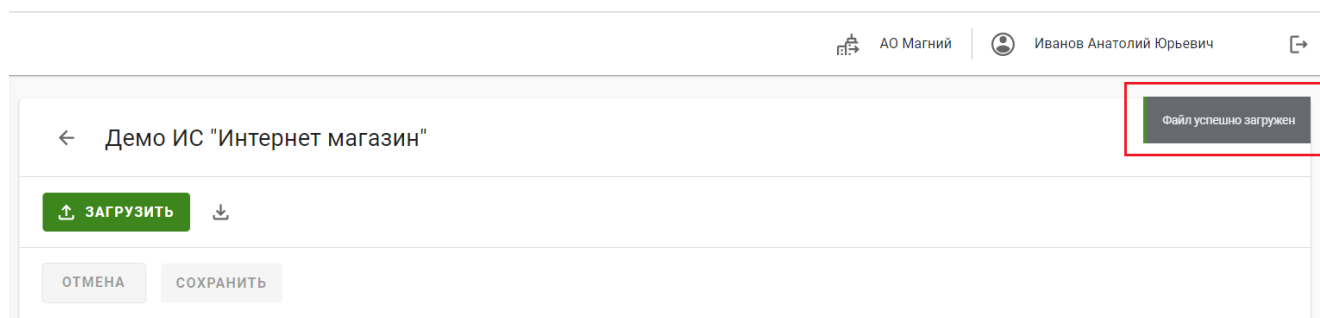 АО Магний
Иванов Анатолий Юрьевич
Файл успешно загружен
Демо ИС "Интернет магазин"
ЗАГРУЗИТЬ
ОТМЕНА
СОХРАНИТЬ